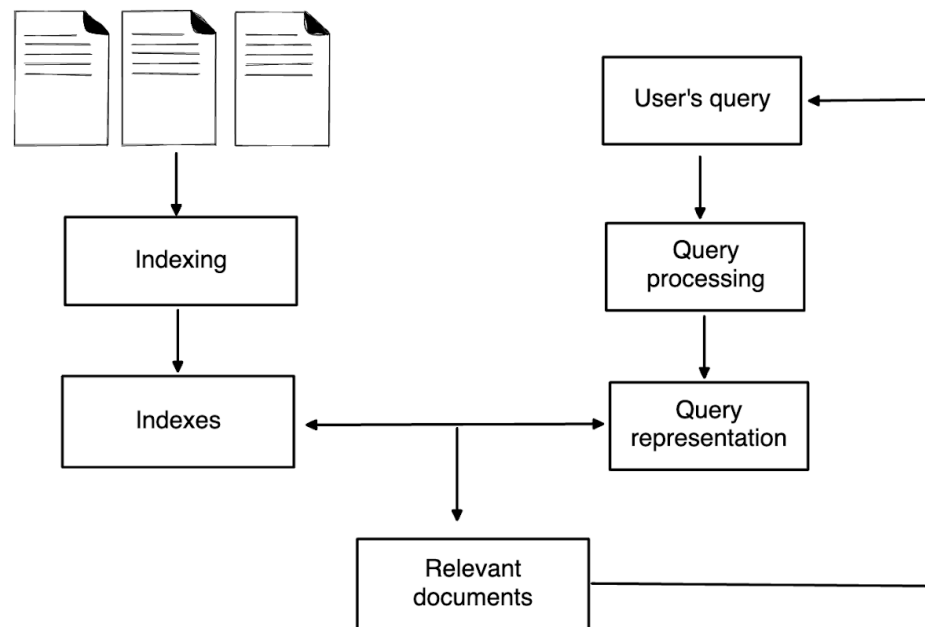 User's query
Indexing
Query
processing
Indexes
Query
representation
Relevant
documents